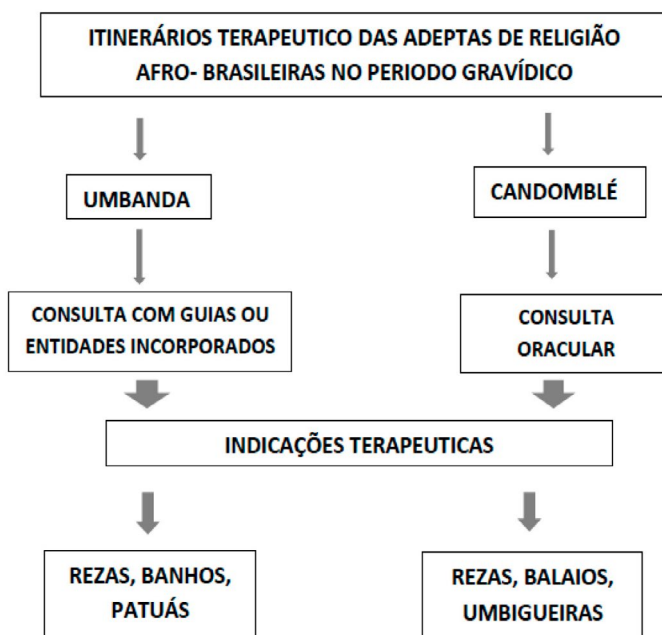 ITINERÁRIOS TERAPEUTICO DAS ADEPTAS DE RELIGIÃO
AFRO- BRASILEIRAS NO PERIODO GRAVÍDICO
UMBANDA
CANDOMBLÉ
CONSULTA COM GUIAS OU
ENTIDADES INCORPORADOS
CONSULTA
ORACULAR
INDICAÇÕES TERAPEUTICAS
REZAS, BANHOS,
PATUÁS
REZAS, BALAIOS,
UMBIGUEIRAS